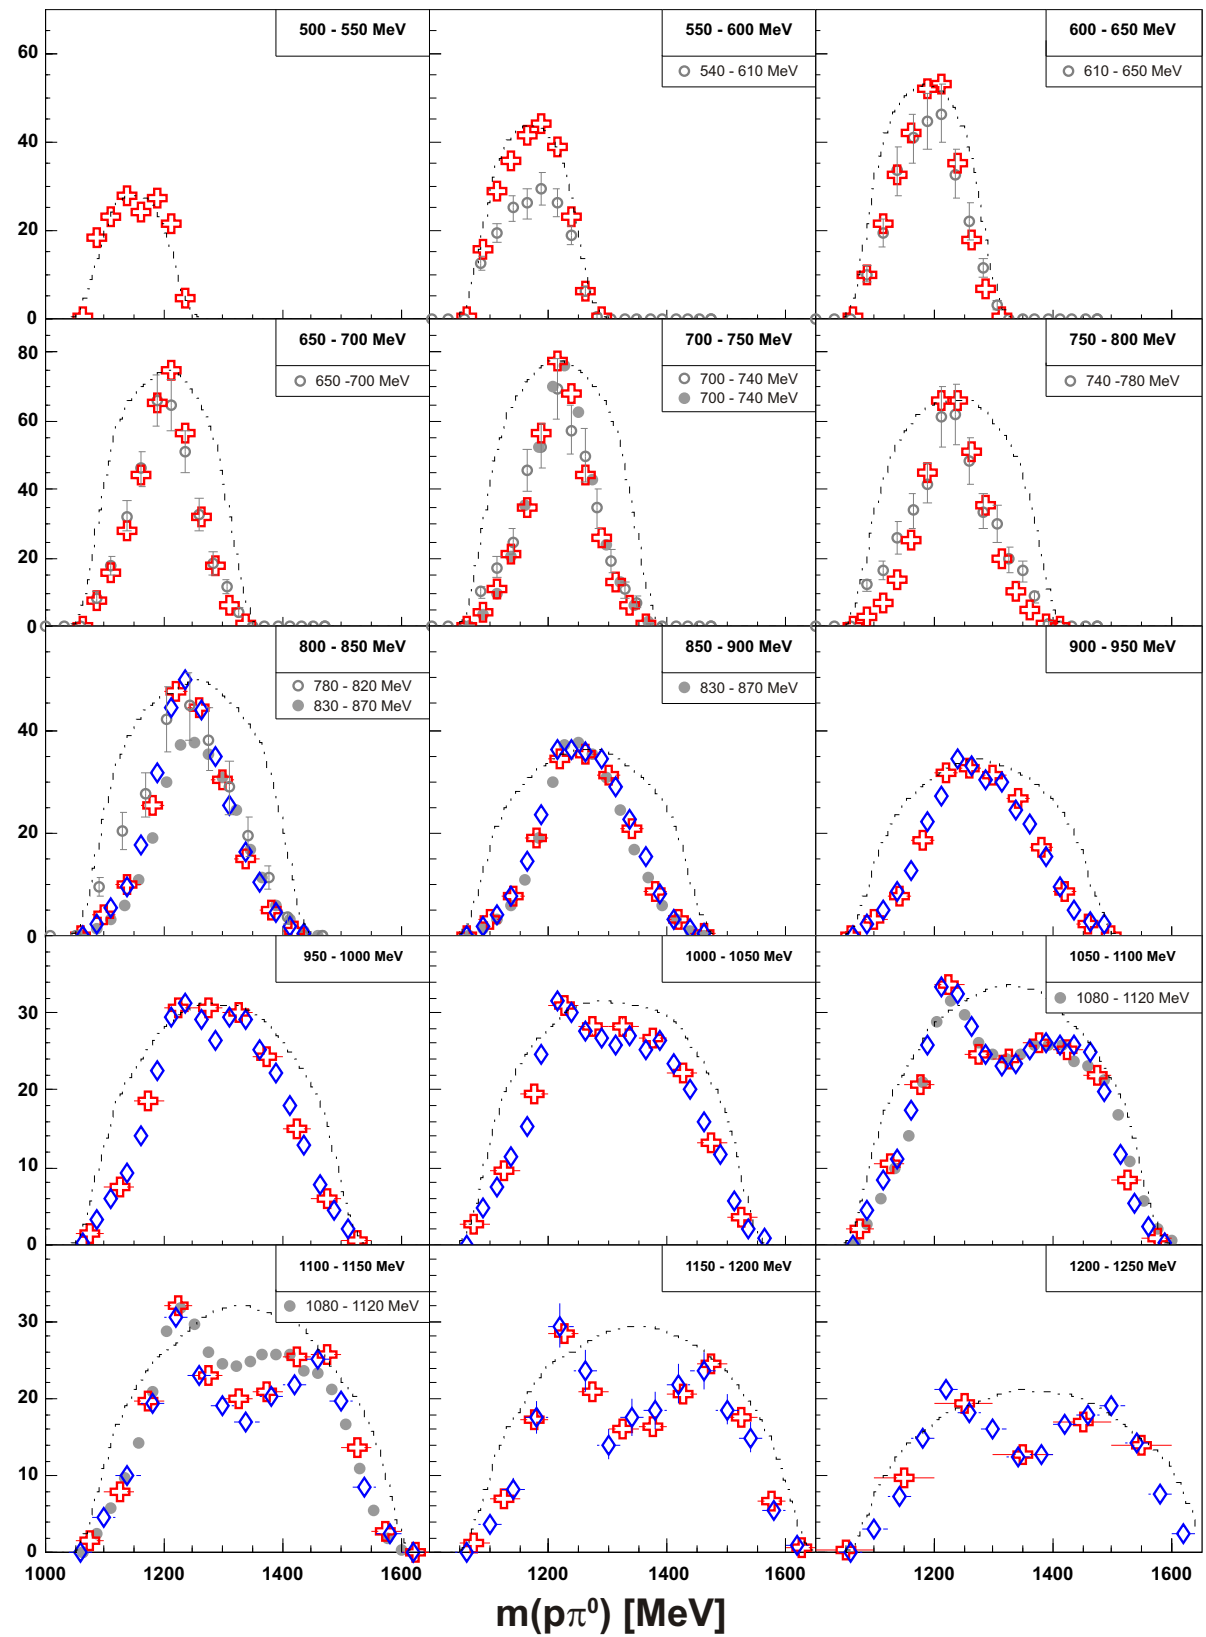 500 - 550 MeV
550 - 600 MeV
600 - 650 MeV
540 - 610 MeV
610 - 650 MeV
60
40
20
0
650 - 700 MeV
700 - 750 MeV
750 - 800 MeV
650 -700 MeV
700 - 740 MeV
740 -780 MeV
700 - 740 MeV
80
60
40
20
0
800 - 850 MeV
850 - 900 MeV
900 - 950 MeV
780 - 820 MeV
830 - 870 MeV
830 - 870 MeV
40
20
0
950 - 1000 MeV
1000 - 1050 MeV
1050 - 1100 MeV
1080 - 1120 MeV
30
20
10
0
1100 - 1150 MeV
1150 - 1200 MeV
1200 - 1250 MeV
1080 - 1120 MeV
30
20
10
0
1000 1200 1400 1600 1200 1400 1600 1200 1400 1600
m(pπ⁰) [MeV]